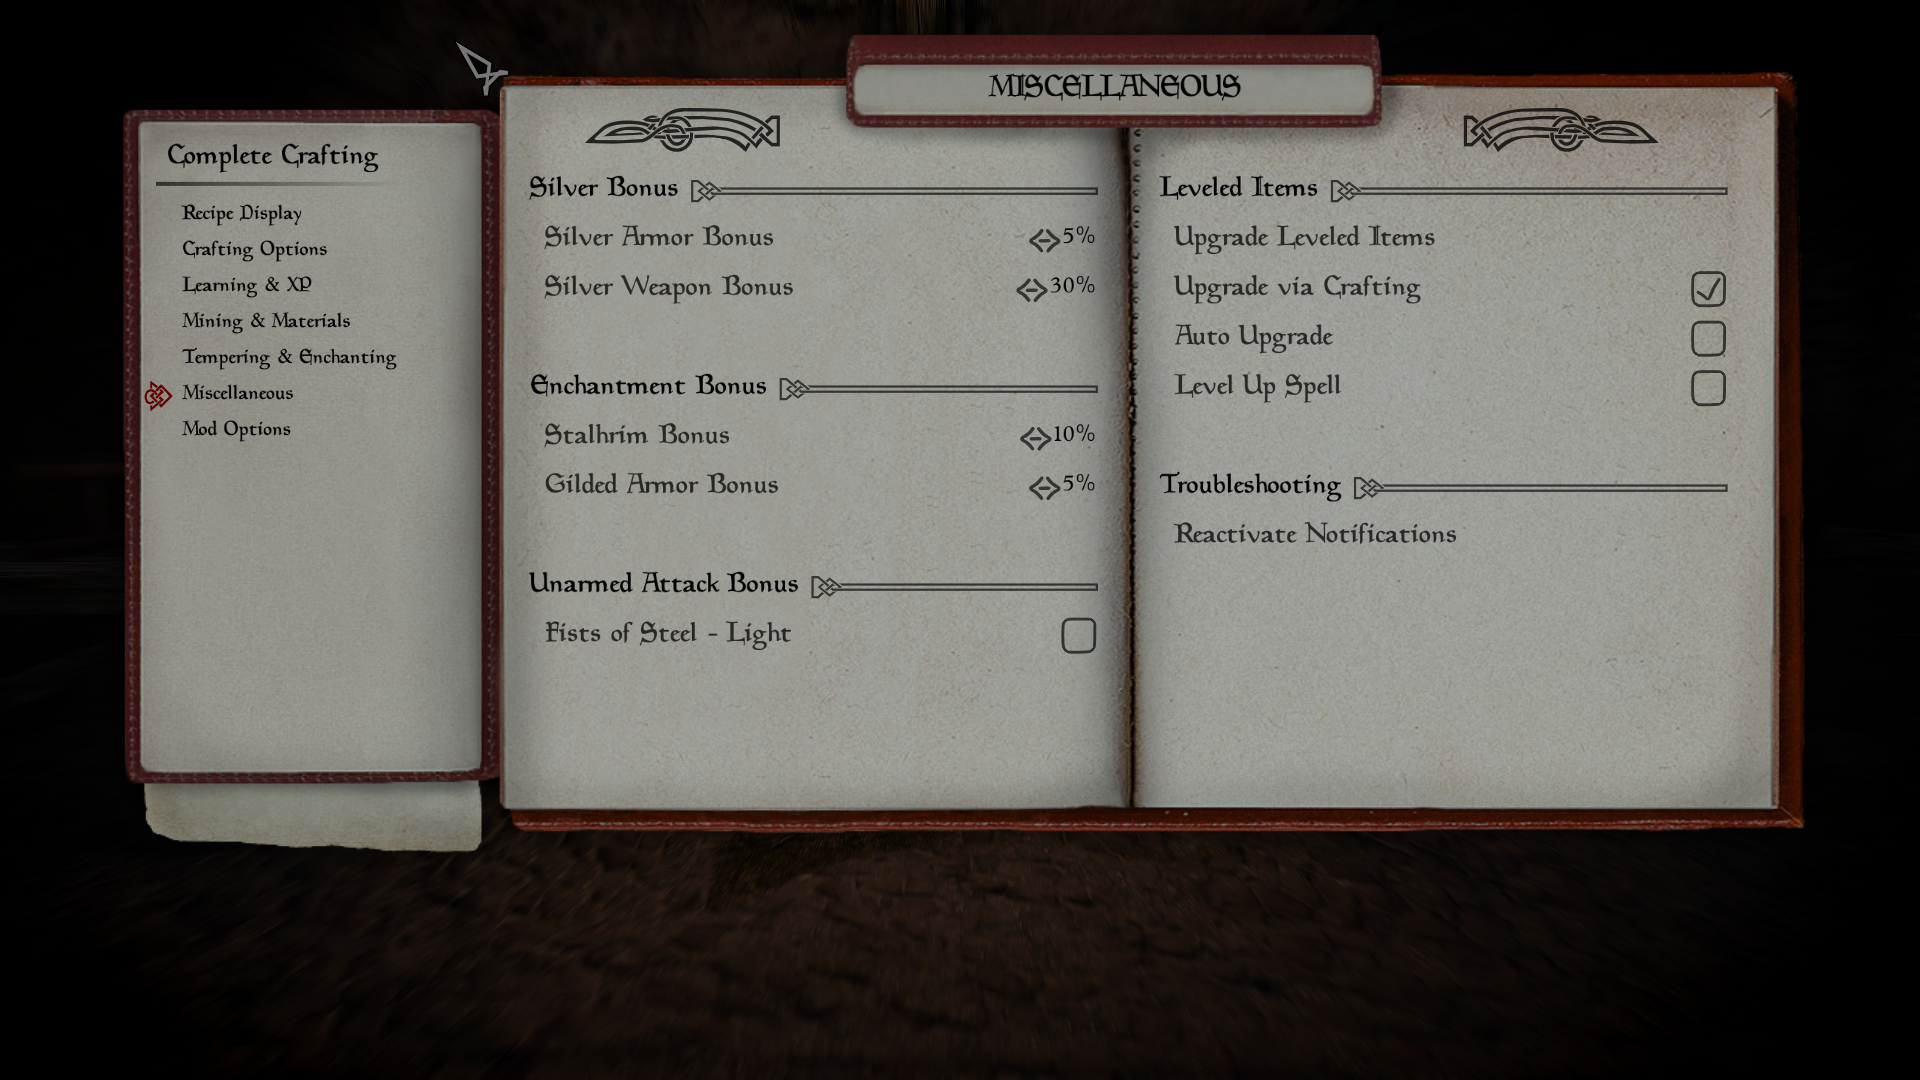 MISCELLANEOUS
Complete Crafting
Recipe Display
Crafting Options
Learning & XP
Mining & Materials
Tempering & Enchanting
Miscellaneous
Mod Options
Silver Bonus
Silver Armor Bonus 5%
Silver Weapon Bonus 30%
Enchantment Bonus
Stalhrim Bonus 10%
Gilded Armor Bonus 5%
Unarmed Attack Bonus
Fists of Steel - Light
Leveled Items
Upgrade Leveled Items
Upgrade via Crafting
Auto Upgrade
Level Up Spell
Troubleshooting
Reactivate Notifications